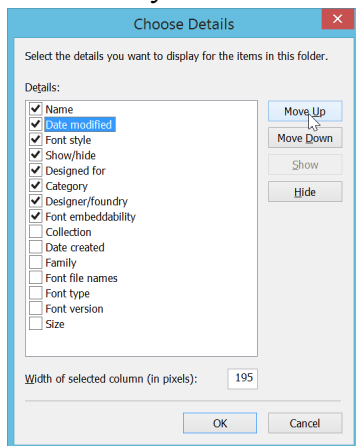 Choose Details
Select the details you want to display for the items in this folder.
Details:
Name
Date modified
Font style
Show/hide
Designed for
Category
Designer/foundry
Font embeddability
Collection
Date created
Family
Font file names
Font type
Font version
Size
Move Up
Move Down
Show
Hide
Width of selected column (in pixels): 195
OK Cancel